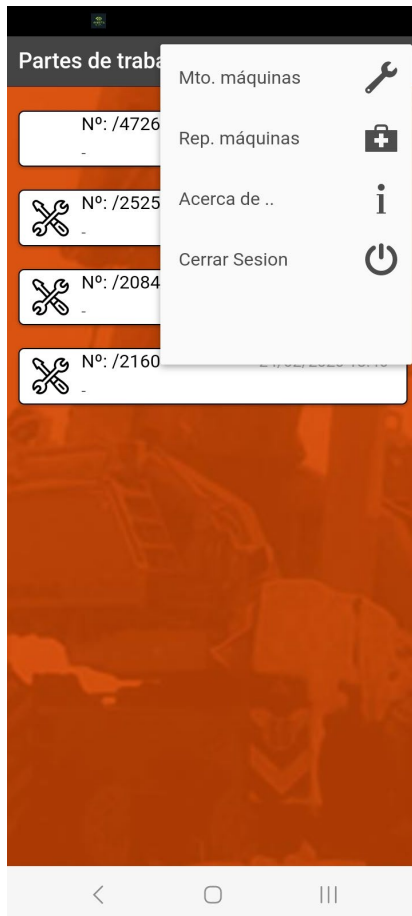 Partes de traba
Mto. máquinas
Rep. máquinas
Acerca de ..
Cerrar Sesion
Nº: /4726
-
Nº: /2525
-
Nº: /2084
-
Nº: /2160
-